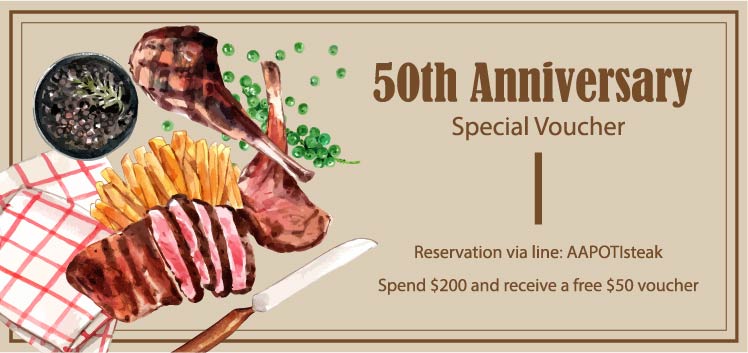 50th Anniversary
Special Voucher
Reservation via line: AAPOTIsteak
Spend $200 and receive a free $50 voucher